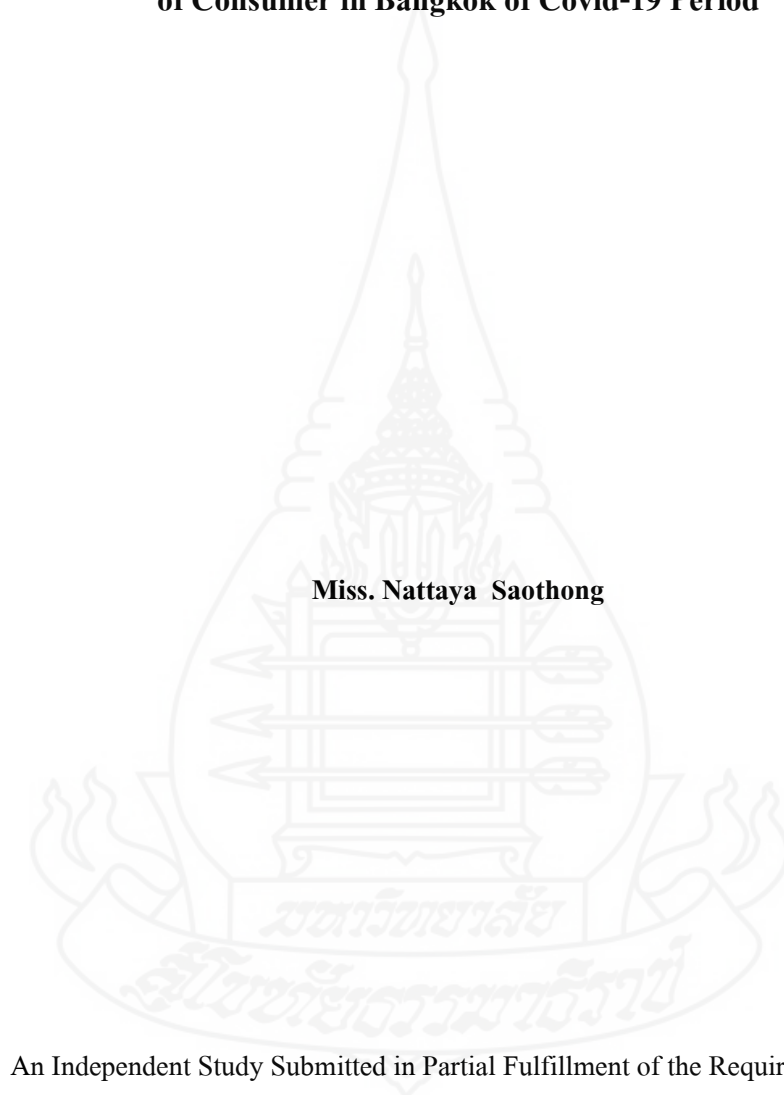 of Consumer in Bangkok of Covid-19 Period
Miss. Nattaya Saothong
มหาวิทยาลัย
สุโขทัยธรรมาธิราช
An Independent Study Submitted in Partial Fulfillment of the Requir